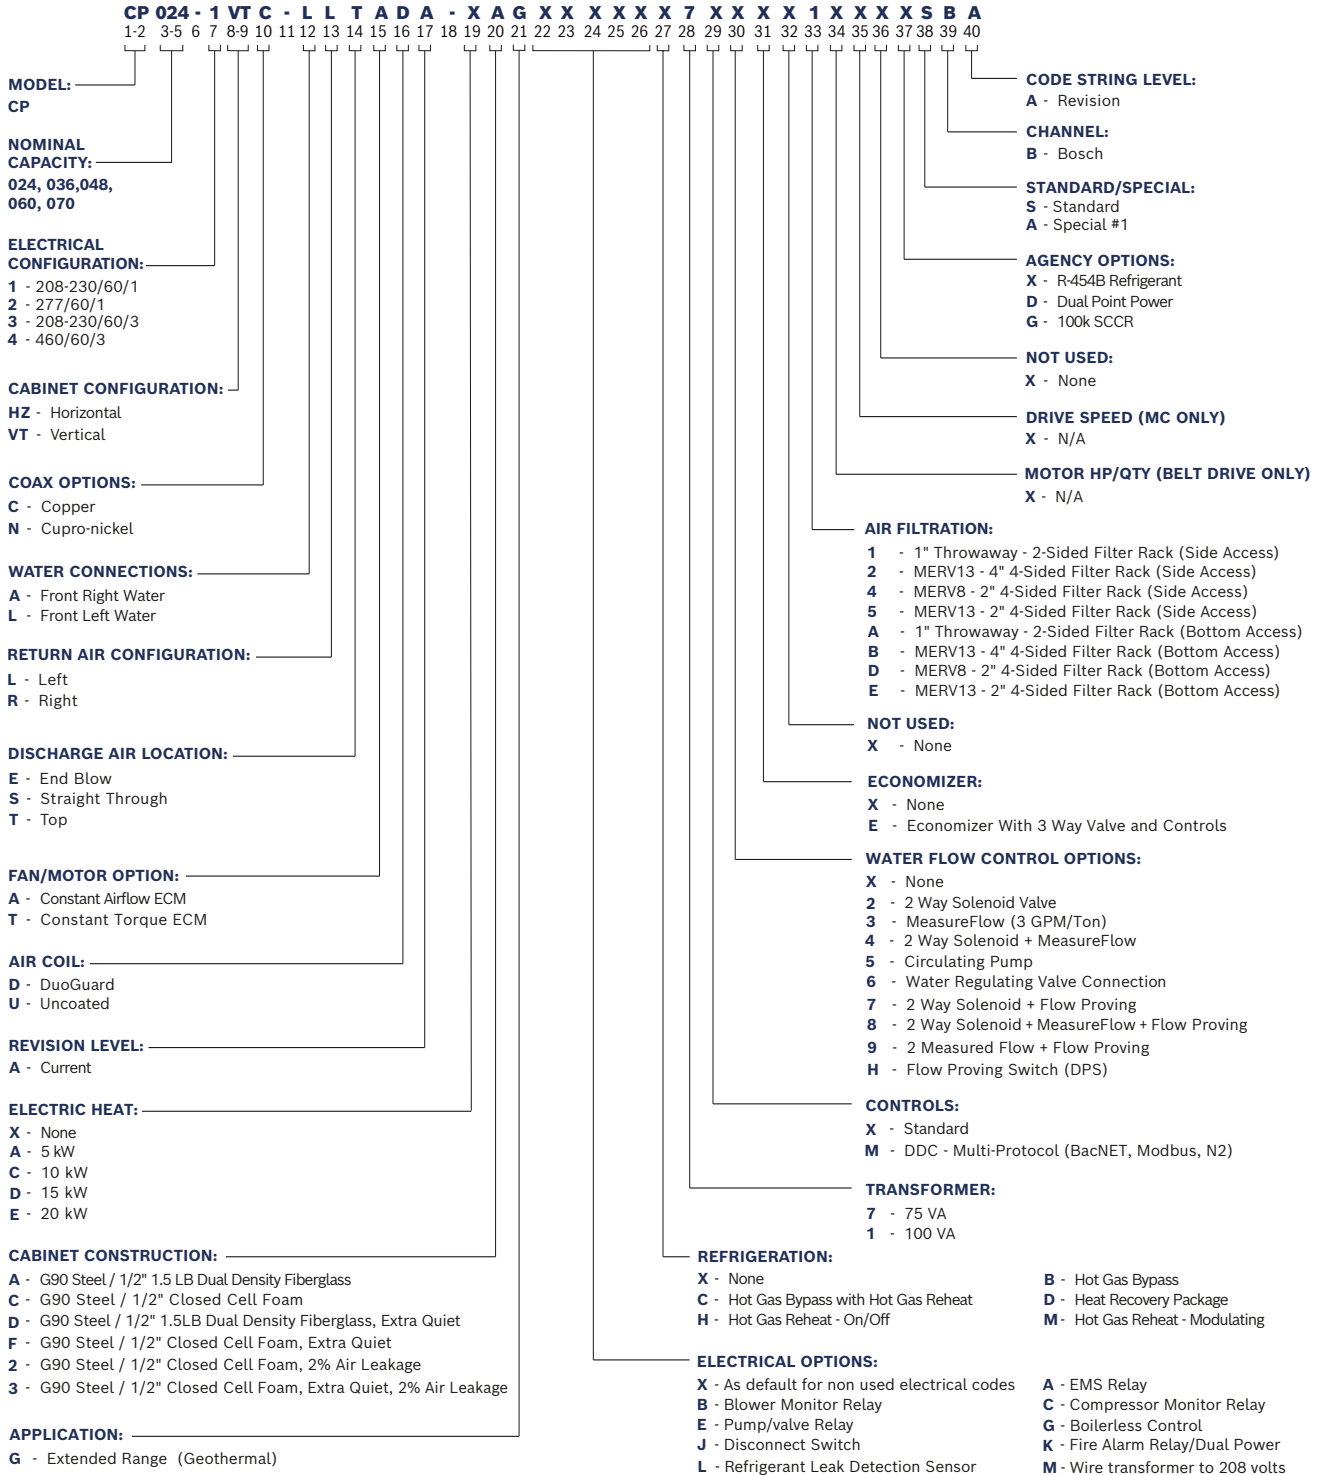 CP 024 - 1 VT C - L L T A D A - X A G X X X X X 7 X X X X 1 X X X S B A
1-2 3-5 6 7 8-9 10 11 12 13 14 15 16 17 18 19 20 21 22 23 24 25 26 27 28 29 30 31 32 33 34 35 36 37 38 39 40
MODEL:
CP
NOMINAL
CAPACITY:
024, 036,048,
060, 070
ELECTRICAL
CONFIGURATION:
1 - 208-230/60/1
2 - 277/60/1
3 - 208-230/60/3
4 - 460/60/3
CABINET CONFIGURATION:
HZ - Horizontal
VT - Vertical
COAX OPTIONS:
C - Copper
N - Cupro-nickel
WATER CONNECTIONS:
A - Front Right Water
L - Front Left Water
RETURN AIR CONFIGURATION:
L - Left
R - Right
DISCHARGE AIR LOCATION:
E - End Blow
S - Straight Through
T - Top
FAN/MOTOR OPTION:
A - Constant Airflow ECM
T - Constant Torque ECM
AIR COIL:
D - DuoGuard
U - Uncoated
REVISION LEVEL:
A - Current
ELECTRIC HEAT:
X - None
A - 5 kW
C - 10 kW
D - 15 kW
E - 20 kW
CABINET CONSTRUCTION:
A - G90 Steel / 1/2" 1.5 LB Dual Density Fiberglass
C - G90 Steel / 1/2" Closed Cell Foam
D - G90 Steel / 1/2" 1.5LB Dual Density Fiberglass, Extra Quiet
F - G90 Steel / 1/2" Closed Cell Foam, Extra Quiet
2 - G90 Steel / 1/2" Closed Cell Foam, 2% Air Leakage
3 - G90 Steel / 1/2" Closed Cell Foam, Extra Quiet, 2% Air Leakage
APPLICATION:
G - Extended Range (Geothermal)
CODE STRING LEVEL:
A - Revision
CHANNEL:
B - Bosch
STANDARD/SPECIAL:
S - Standard
A - Special #1
AGENCY OPTIONS:
X - R-454B Refrigerant
D - Dual Point Power
G - 100k SCCR
NOT USED:
X - None
DRIVE SPEED (MC ONLY)
X - N/A
MOTOR HP/QTY (BELT DRIVE ONLY)
X - N/A
AIR FILTRATION:
1 - 1" Throwaway - 2-Sided Filter Rack (Side Access)
2 - MERV13 - 4" 4-Sided Filter Rack (Side Access)
4 - MERV8 - 2" 4-Sided Filter Rack (Side Access)
5 - MERV13 - 2" 4-Sided Filter Rack (Side Access)
A - 1" Throwaway - 2-Sided Filter Rack (Bottom Access)
B - MERV13 - 4" 4-Sided Filter Rack (Bottom Access)
D - MERV8 - 2" 4-Sided Filter Rack (Bottom Access)
E - MERV13 - 2" 4-Sided Filter Rack (Bottom Access)
NOT USED:
X - None
ECONOMIZER:
X - None
E - Economizer With 3 Way Valve and Controls
WATER FLOW CONTROL OPTIONS:
X - None
2 - 2 Way Solenoid Valve
3 - MeasureFlow (3 GPM/Ton)
4 - 2 Way Solenoid + MeasureFlow
5 - Circulating Pump
6 - Water Regulating Valve Connection
7 - 2 Way Solenoid + Flow Proving
8 - 2 Way Solenoid + MeasureFlow + Flow Proving
9 - 2 Measured Flow + Flow Proving
H - Flow Proving Switch (DPS)
CONTROLS:
X - Standard
M - DDC - Multi-Protocol (BacNET, Modbus, N2)
TRANSFORMER:
7 - 75 VA
1 - 100 VA
REFRIGERATION:
X - None B - Hot Gas Bypass
C - Hot Gas Bypass with Hot Gas Reheat D - Heat Recovery Package
H - Hot Gas Reheat - On/Off M - Hot Gas Reheat - Modulating
ELECTRICAL OPTIONS:
X - As default for non used electrical codes A - EMS Relay
B - Blower Monitor Relay C - Compressor Monitor Relay
E - Pump/valve Relay G - Boilerless Control
J - Disconnect Switch K - Fire Alarm Relay/Dual Power
L - Refrigerant Leak Detection Sensor M - Wire transformer to 208 volts